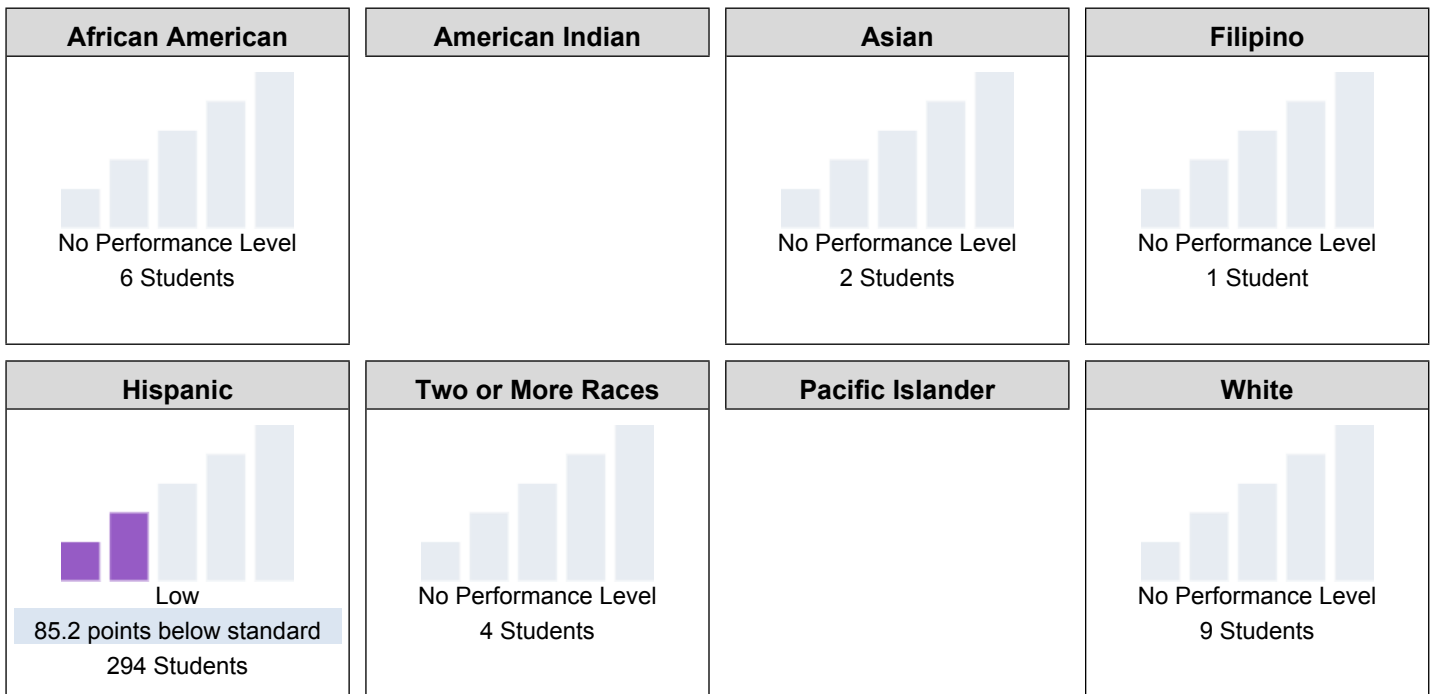 African American
No Performance Level
6 Students
American Indian
Asian
No Performance Level
2 Students
Filipino
No Performance Level
1 Student
Hispanic
Low
85.2 points below standard
294 Students
Two or More Races
No Performance Level
4 Students
Pacific Islander
White
No Performance Level
9 Students